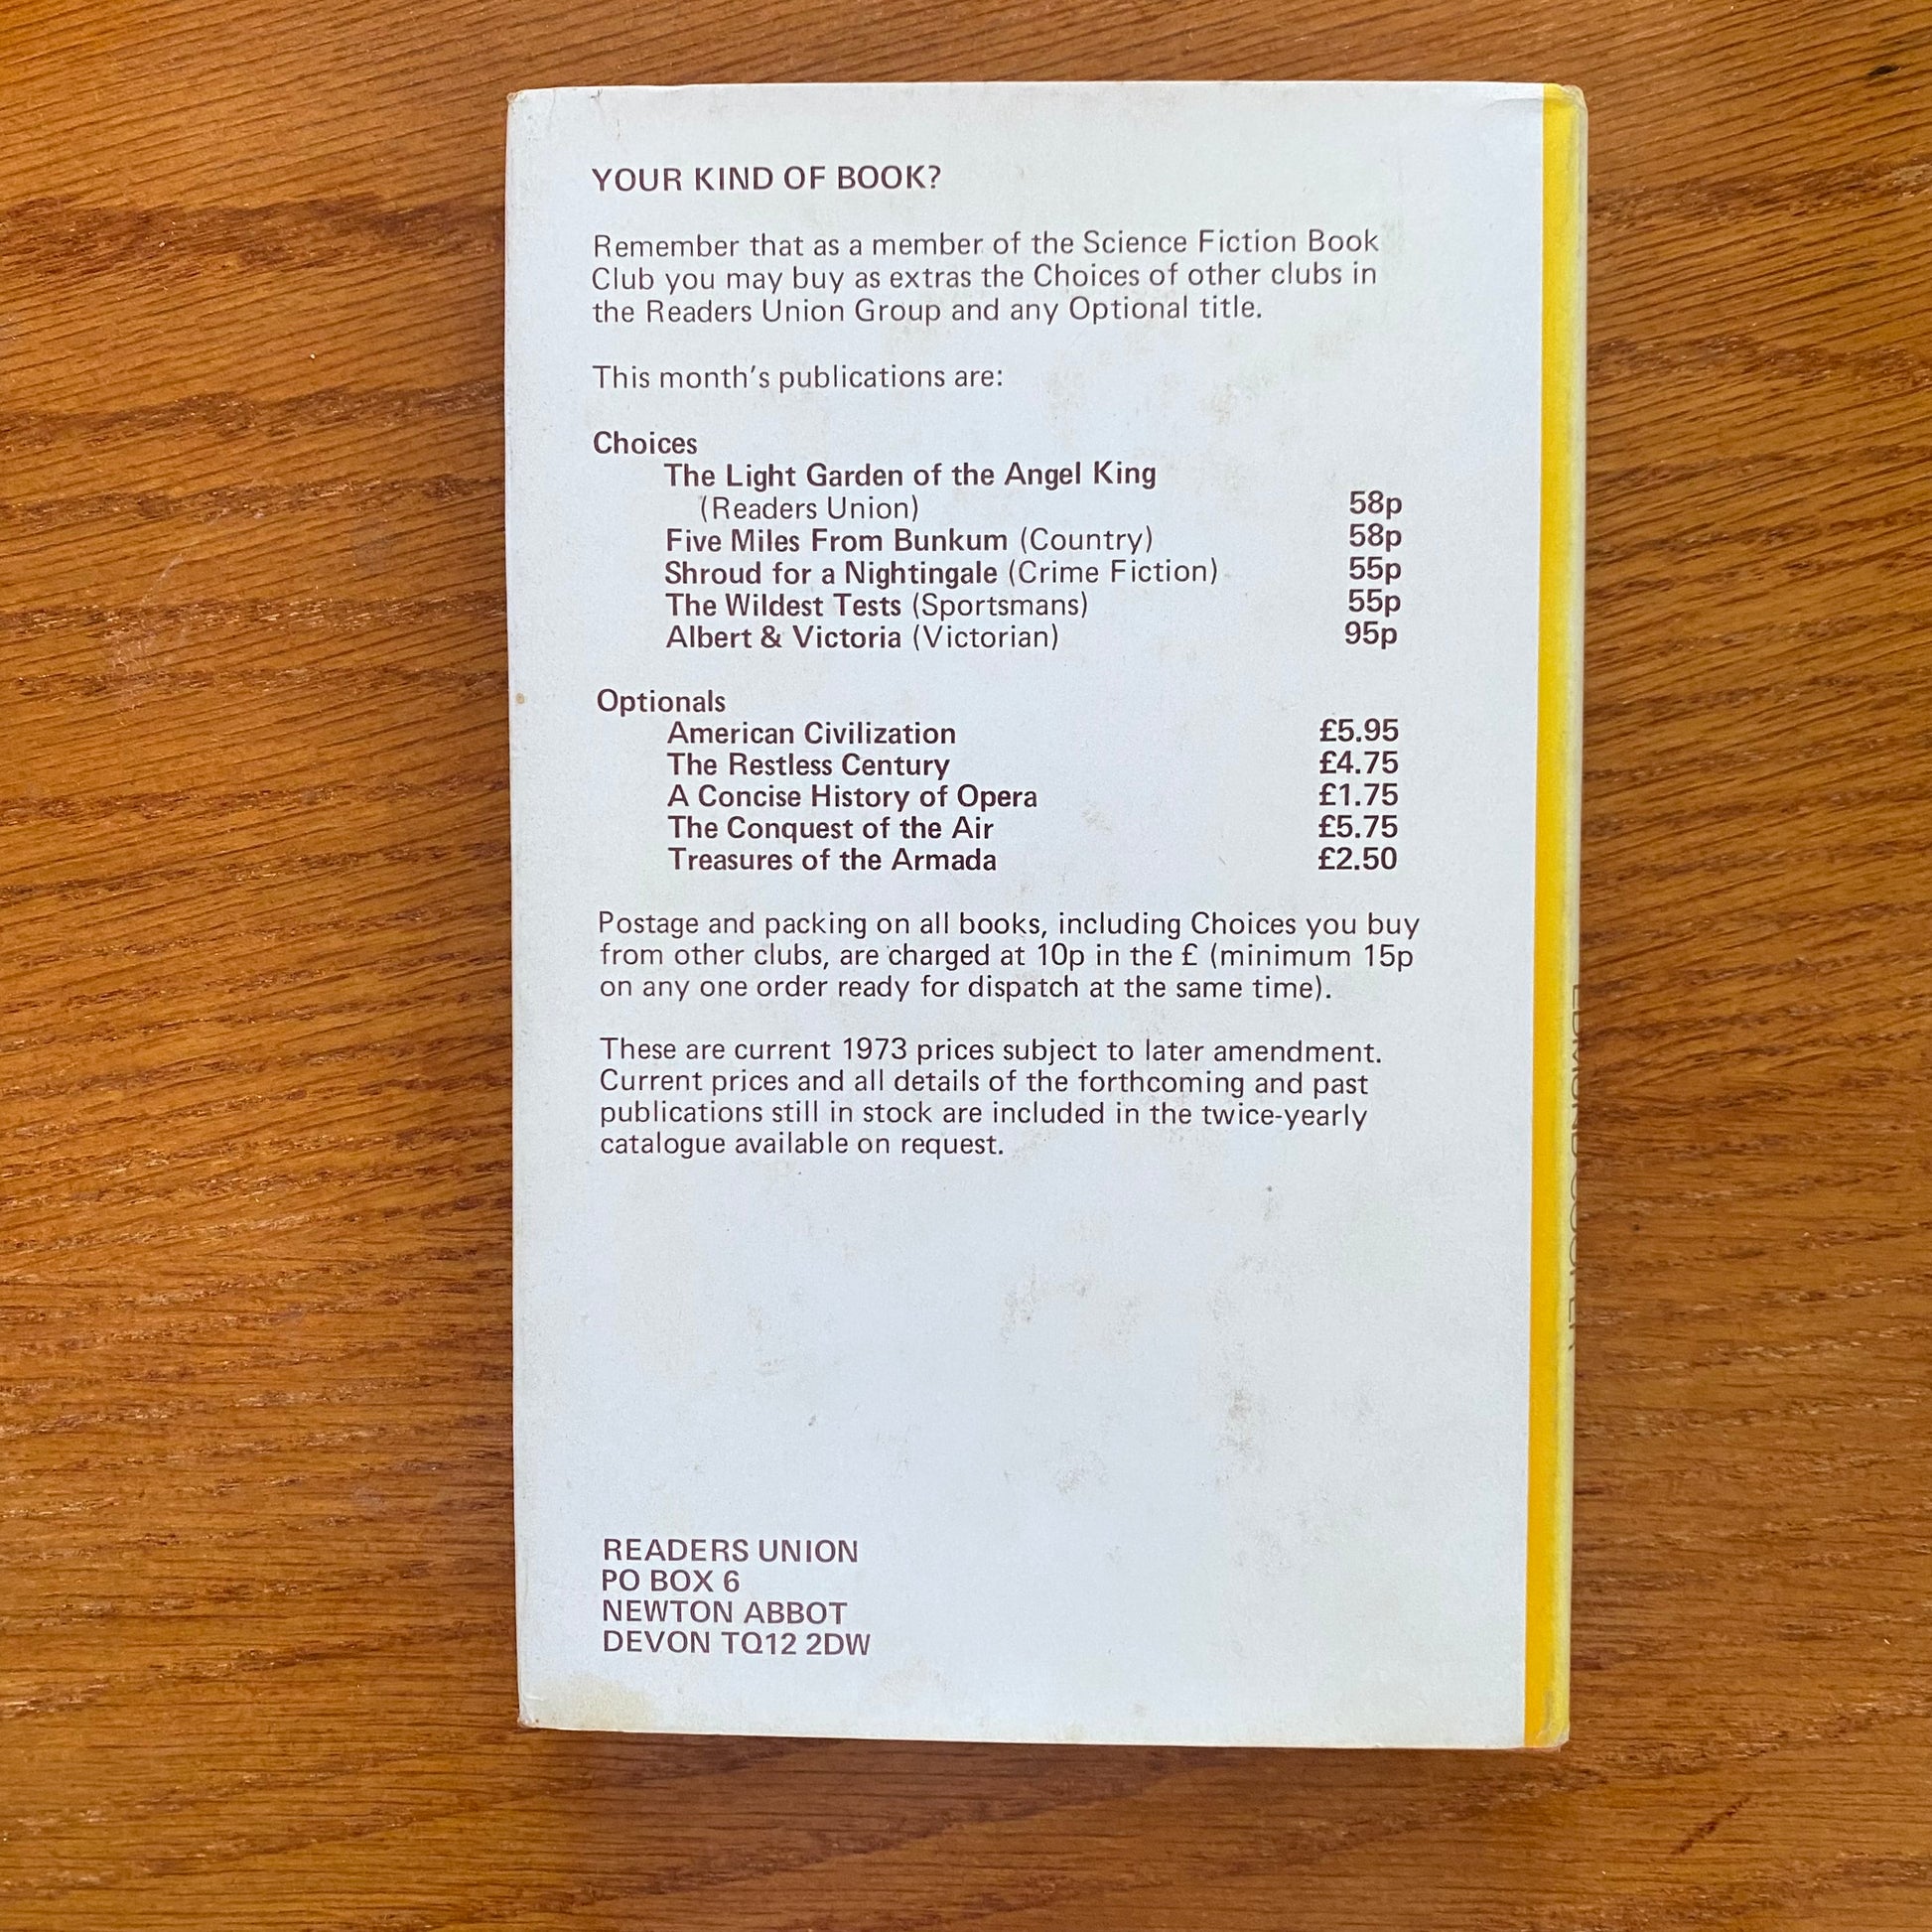 YOUR KIND OF BOOK?
Remember that as a member of the Science Fiction Book
Club you may buy as extras the Choices of other clubs in
the Readers Union Group and any Optional title.
This month's publications are:
Choices
The Light Garden of the Angel King
(Readers Union) 58p
Five Miles From Bunkum (Country) 58p
Shroud for a Nightingale (Crime Fiction) 55p
The Wildest Tests (Sportsmans) 55p
Albert & Victoria (Victorian) 95p
Optionals
American Civilization £5.95
The Restless Century £4.75
A Concise History of Opera £1.75
The Conquest of the Air £5.75
Treasures of the Armada £2.50
Postage and packing on all books, including Choices you buy
from other clubs, are charged at 10p in the £ (minimum 15p
on any one order ready for dispatch at the same time).
These are current 1973 prices subject to later amendment.
Current prices and all details of the forthcoming and past
publications still in stock are included in the twice-yearly
catalogue available on request.
READERS UNION
PO BOX 6
NEWTON ABBOT
DEVON TQ12 2DW
EDMUND COOPER